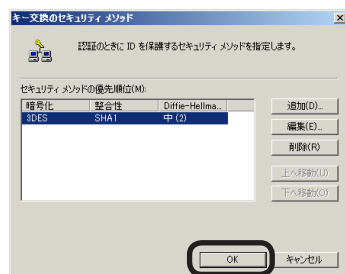 キー交換のセキュリティ メソッド
認証のときに ID を保護するセキュリティ メソッドを指定します。
セキュリティ メソッドの優先順位(M):
暗号化 整合性 Diffie-Hellma...
3DES SHA1 中 (2)
追加(D)...
編集(E)...
削除(R)
上へ移動(U)
下へ移動(O)
OK キャンセル